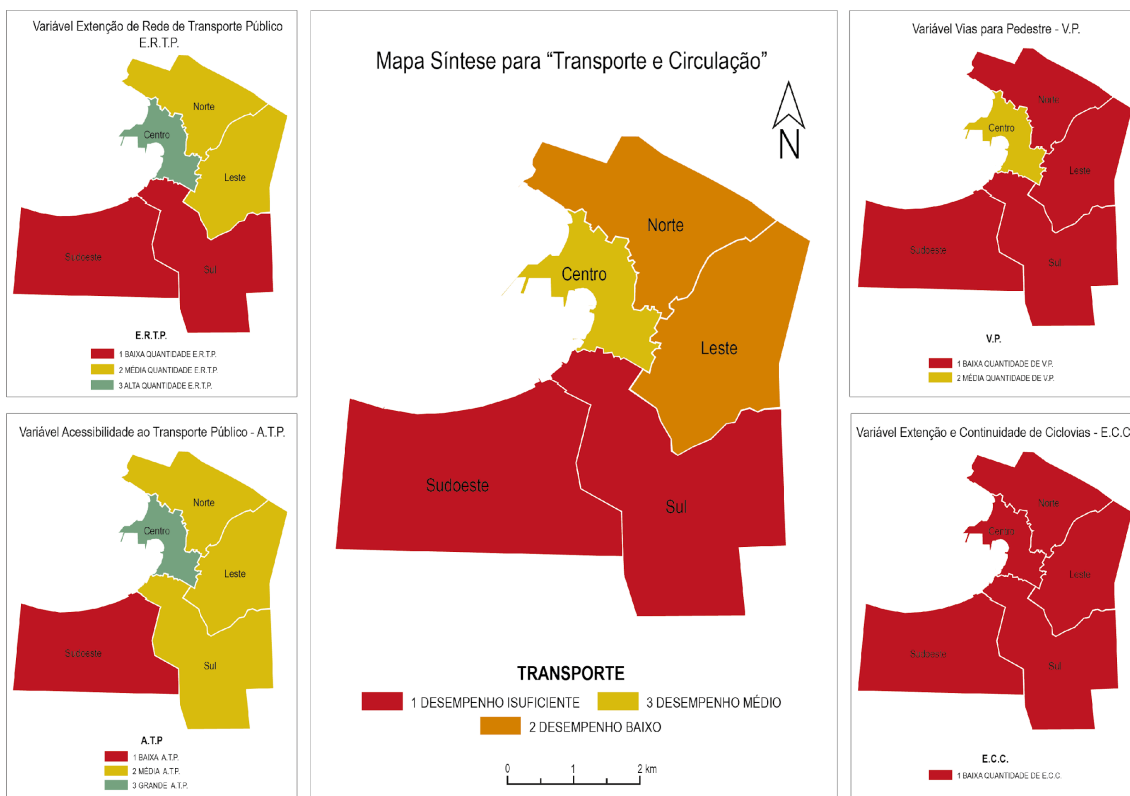 Variável Extenção de Rede de Transporte Público
E.R.T.P.
Norte
Centro
Leste
Sudoeste
Sul
E.R.T.P.
1 BAIXA QUANTIDADE E.R.T.P.
2 MÉDIA QUANTIDADE E.R.T.P.
3 ALTA QUANTIDADE E.R.T.P.
Variável Acessibilidade ao Transporte Público - A.T.P.
Norte
Centro
Leste
Sudoeste
Sul
A.T.P
1 BAIXA A.T.P.
2 MÉDIA A.T.P.
3 GRANDE A.T.P.
Mapa Síntese para “Transporte e Circulação”
N
Norte
Centro
Leste
Sudoeste
Sul
TRANSPORTE
1 DESEMPENHO ISUFICIENTE
3 DESEMPENHO MÉDIO
2 DESEMPENHO BAIXO
0 1 2 km
Variável Vias para Pedestre - V.P.
Norte
Centro
Leste
Sudoeste
Sul
V.P.
1 BAIXA QUANTIDADE DE V.P.
2 MÉDIA QUANTIDADE DE V.P.
Variável Extenção e Continuidade de Ciclovias - E.C.C
Norte
Centro
Leste
Sudoeste
Sul
E.C.C.
1 BAIXA QUANTIDADE DE E.C.C.